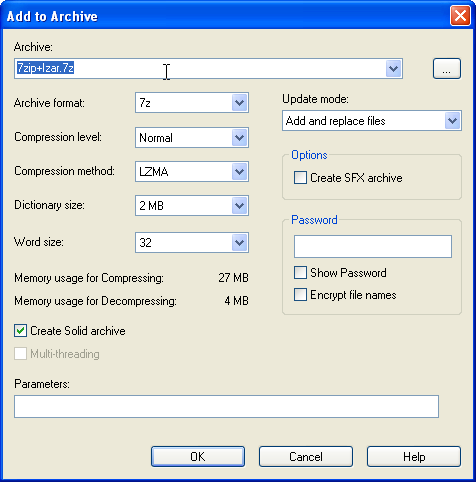 Add to Archive
Archive:
7zip+lzar.7z
...
Archive format:
7z
Update mode:
Add and replace files
Compression level:
Normal
Options
Create SFX archive
Compression method:
LZMA
Dictionary size:
2 MB
Password
Word size:
32
Show Password
Encrypt file names
Memory usage for Compressing:
27 MB
Memory usage for Decompressing:
4 MB
Create Solid archive
Multi-threading
Parameters:
OK
Cancel
Help